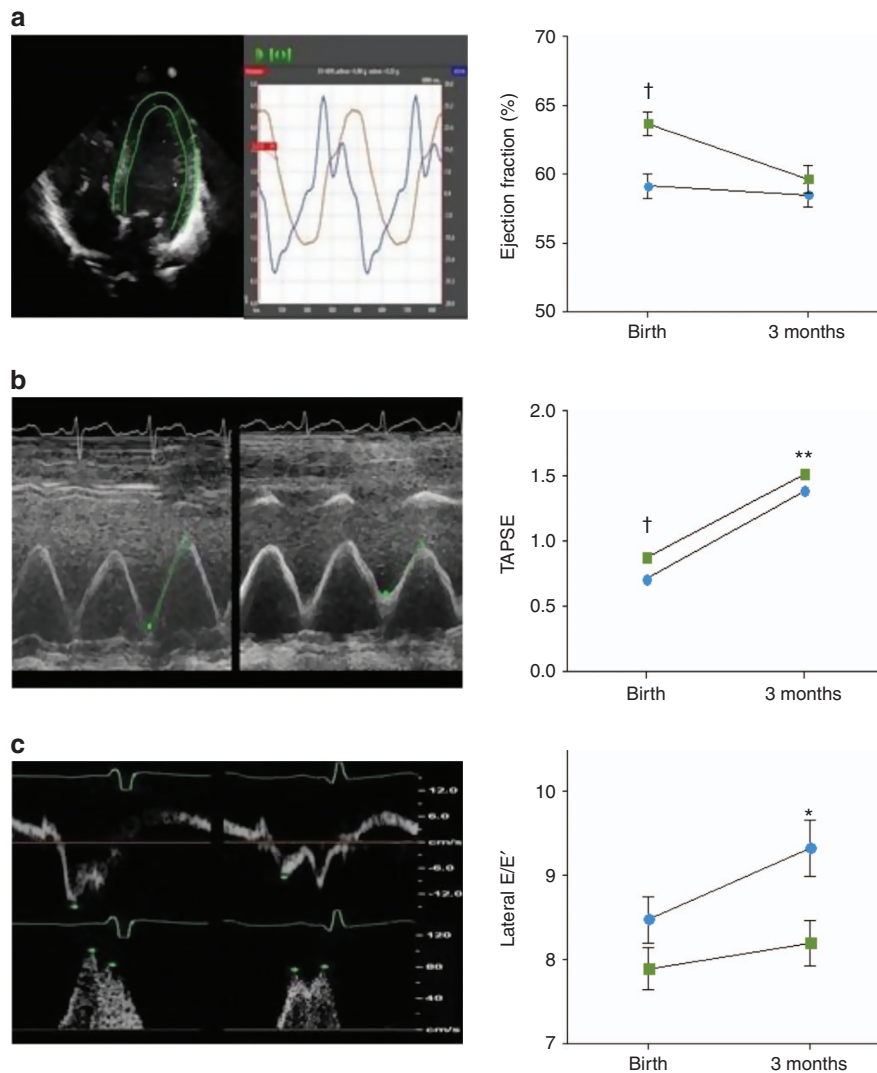 a
70
65
60
55
50
Ejection fraction (%)
†
Birth
3 months
b
2.0
1.5
1.0
0.5
0.0
TAPSE
†
**
Birth
3 months
c
12.0
6.0
cm/s
-6.0
-12.0
120
80
40
cm/s
10
9
8
7
Lateral E/E′
*
Birth
3 months